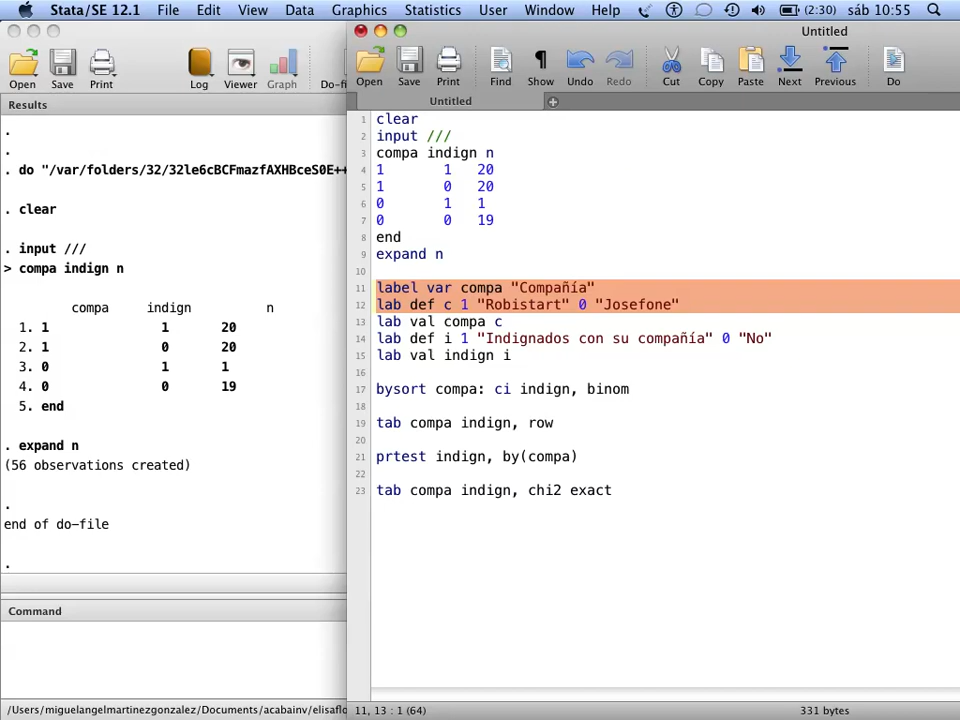 Stata/SE 12.1 File Edit View Data Graphics Statistics User Window Help (2:30) sáb 10:55
Untitled
Open Save Print Log Viewer Graph Do-fi
Open Save Print Find Show Undo Redo Cut Copy Paste Next Previous Do
Results
.
.
. do "/var/folders/32/32le6cBCFmazfAXHBceS0E++
. clear
. input ///
> compa indign n
compa indign n
1. 1 1 20
2. 1 0 20
3. 0 1 1
4. 0 0 19
5. end
. expand n
(56 observations created)
.
end of do-file
.
Command
/Users/miguelangelmartinezgonzalez/Documents/acabainv/elisaflo
Untitled
1 clear
2 input ///
3 compa indign n
4 1 1 20
5 1 0 20
6 0 1 1
7 0 0 19
8 end
9 expand n
10
11 label var compa "Compañía"
12 lab def c 1 "Robistart" 0 "Josefone"
13 lab val compa c
14 lab def i 1 "Indignados con su compañía" 0 "No"
15 lab val indign i
16
17 bysort compa: ci indign, binom
18
19 tab compa indign, row
20
21 prtest indign, by(compa)
22
23 tab compa indign, chi2 exact
11, 13 : 1 (64) 331 bytes